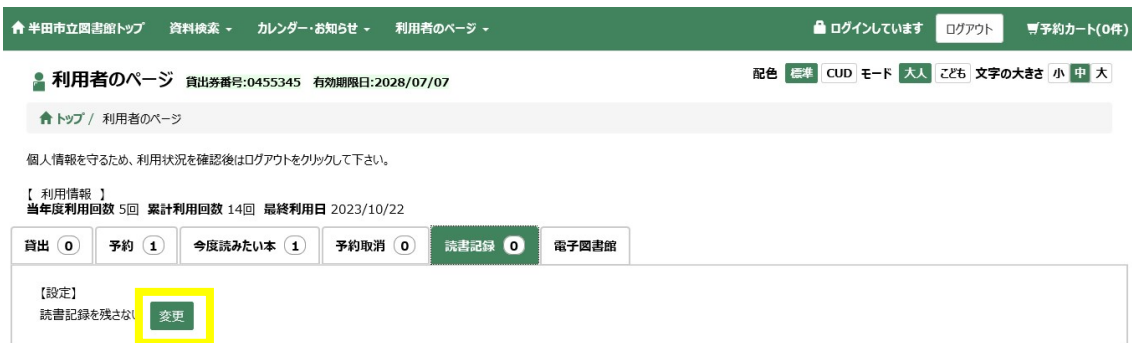 半田市立図書館トップ 資料検索 カレンダー・お知らせ 利用者のページ ログインしています ログアウト 予約カート(0件)
利用者のページ 貸出券番号:0455345 有効期限日:2028/07/07 配色 標準 CUD モード 大人 こども 文字の大きさ 小 中 大
トップ / 利用者のページ
個人情報を守るため、利用状況を確認後はログアウトをクリックして下さい。
【 利用情報 】
当年度利用回数 5回 累計利用回数 14回 最終利用日 2023/10/22
貸出 0 予約 1 今度読みたい本 1 予約取消 0 読書記録 0 電子図書館
【設定】
読書記録を残さない 変更